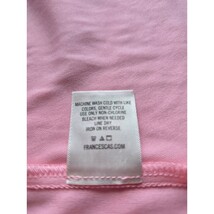 MACHINE WASH COLD WITH LIKE
COLORS, GENTLE CYCLE
USE ONLY NON-CHLORINE
BLEACH WHEN NEEDED
LINE DRY
IRON ON REVERSE.
FRANCESCAS.COM